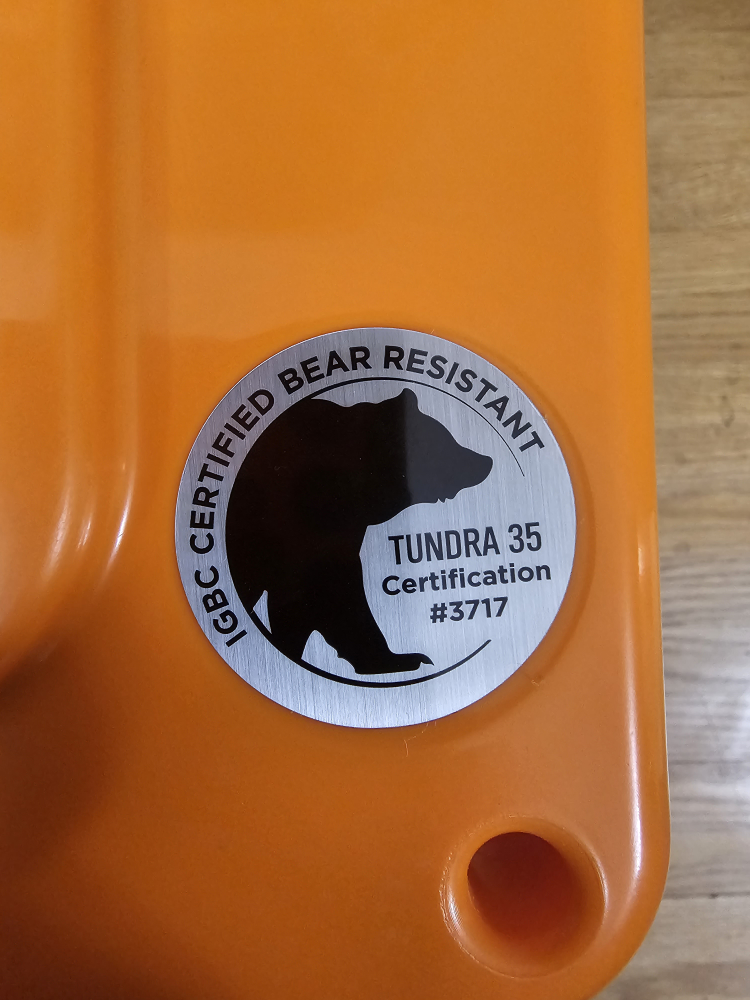 IGBC CERTIFIED BEAR RESISTANT
TUNDRA 35
Certification
#3717